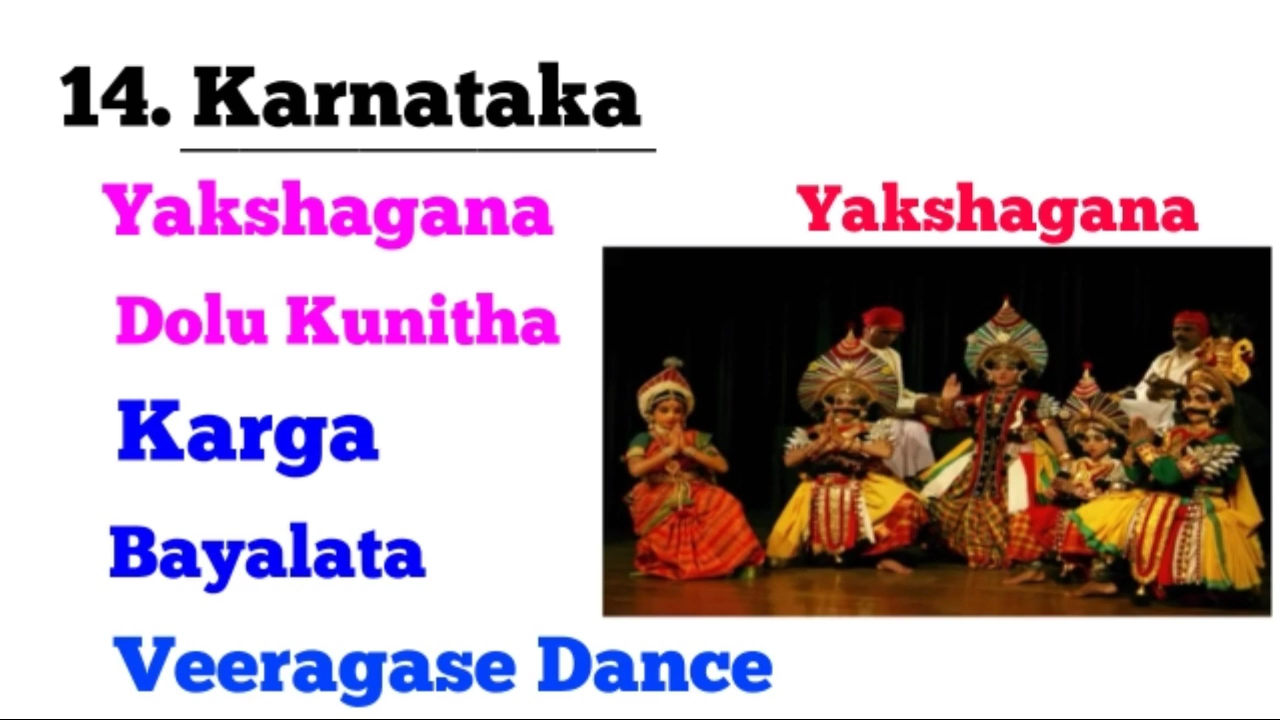 14. Karnataka
Yakshagana
Yakshagana
Dolu Kunitha
Karga
Bayalata
Veeragase Dance